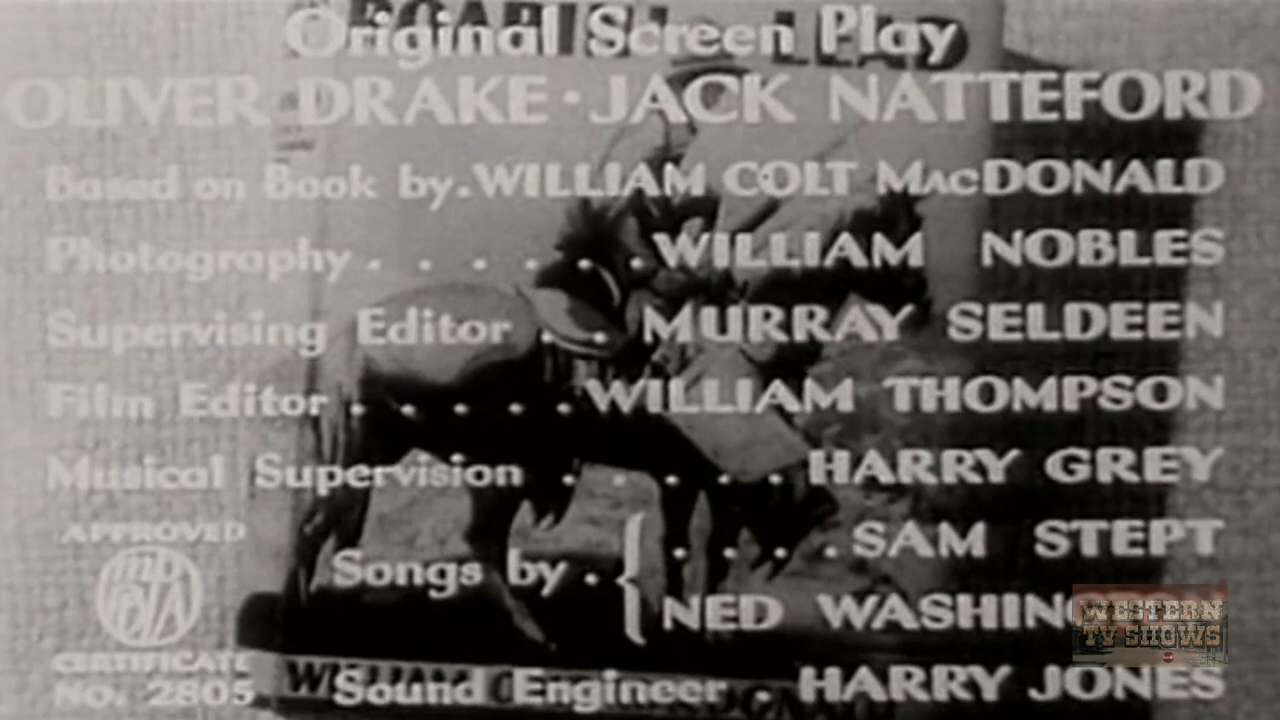 Original Screen Play
OLIVER DRAKE · JACK NATTEFORD
Based on Book by. WILLIAM COLT MacDONALD
Photography . . . . . . WILLIAM NOBLES
Supervising Editor . . MURRAY SELDEEN
Film Editor . . . . . WILLIAM THOMPSON
Musical Supervision . . . . . HARRY GREY
Songs by . { . . . . SAM STEPT
NED WASHING
Sound Engineer . HARRY JONES
APPROVED
MPPDA
CERTIFICATE
No. 2805
WESTERN
TV SHOWS